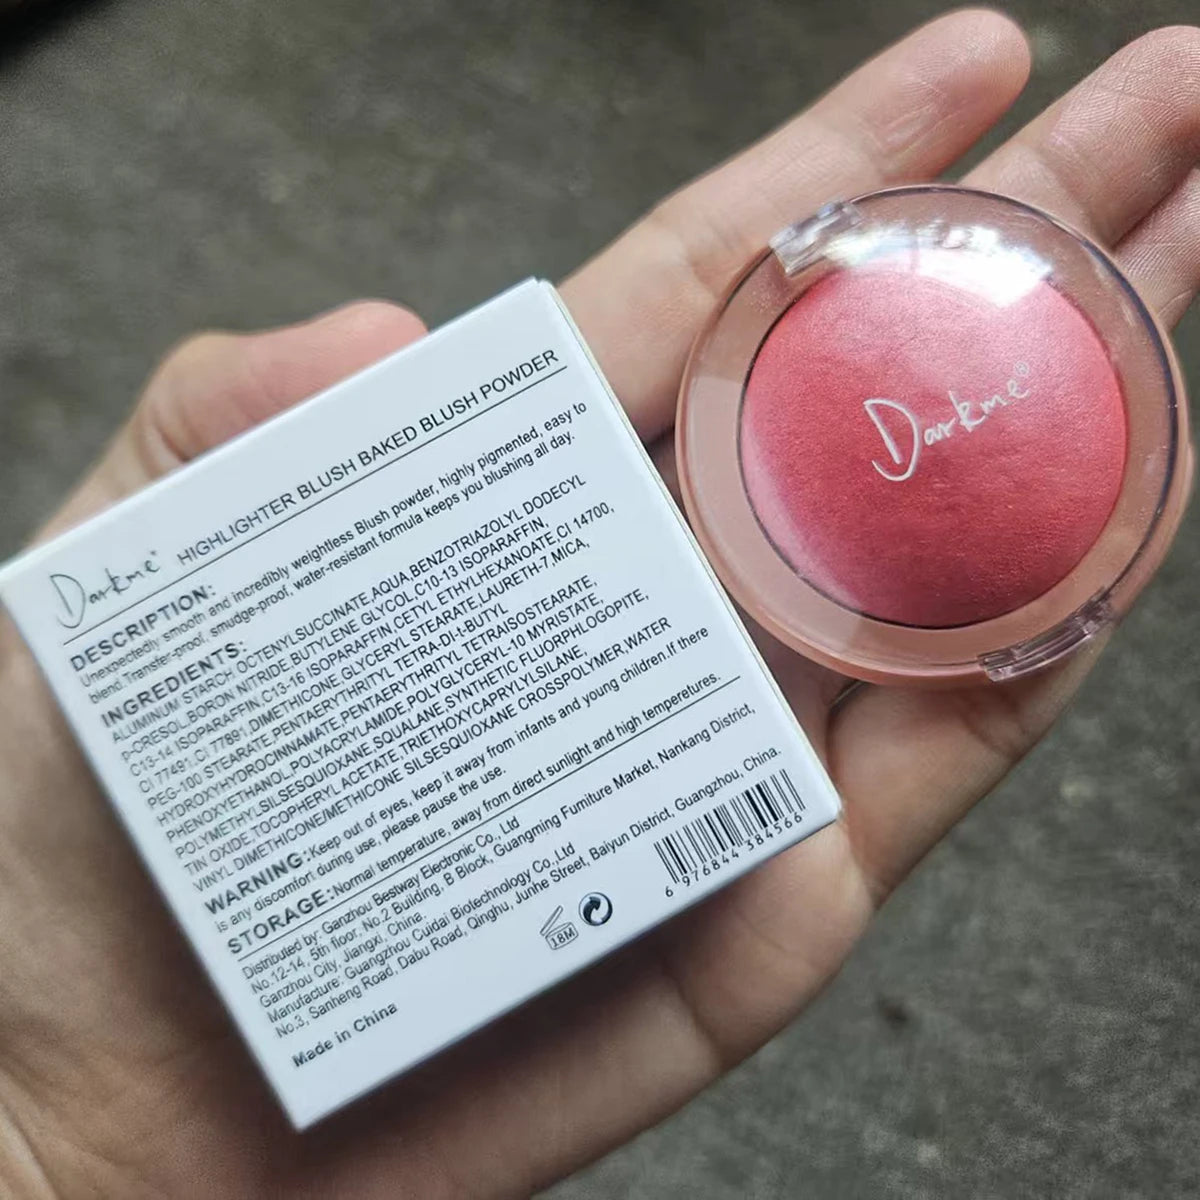 Darkme® HIGHLIGHTER BLUSH BAKED BLUSH POWDER
DESCRIPTION:
Unexpectedly smooth and incredibly weightless Blush powder, highly pigmented, easy to
blend.Transfer-proof, smudge-proof, water-resistant formula keeps you blushing all day.
INGREDIENTS:
ALUMINUM STARCH, OCTENYLSUCCINATE,AQUA,BENZOTRIAZOLYL DODECYL
P-CRESOL,BORON NITRIDE,BUTYLENE GLYCOL,C10-13 ISOPARAFFIN,
C13-14 ISOPARAFFIN,C13-16 ISOPARAFFIN,CETYL ETHYLHEXANOATE,CI 14700,
CI 77491,CI 77891,DIMETHICONE,GLYCERYL STEARATE,LAURETH-7,MICA,
PEG-100 STEARATE,PENTAERYTHRITYL TETRA-DI-t-BUTYL
HYDROXYHYDROCINNAMATE,PENTAERYTHRITYL TETRAISOSTEARATE,
PHENOXYETHANOL,POLYACRYLAMIDE,POLYGLYCERYL-10 MYRISTATE,
POLYMETHYLSILSESQUIOXANE,SQUALANE,SYNTHETIC FLUORPHLOGOPITE,
TIN OXIDE,TOCOPHERYL ACETATE,TRIETHOXYCAPRYLYLSILANE,
VINYL DIMETHICONE/METHICONE SILSESQUIOXANE CROSSPOLYMER,WATER
WARNING:Keep out of eyes, keep it away from infants and young children.If there
is any discomfort during use, please pause the use.
STORAGE:Normal temperature, away from direct sunlight and high temperetures.
Distributed by: Ganzhou Bestway Electronic Co., Ltd
No.12-14, 5th floor, No.2 Building, B Block, Guangming Furniture Market, Nankang District,
Ganzhou City, Jiangxi, China.
Manufacture: Guangzhou Cuidai Biotechnology Co.,Ltd
No.3, Sanheng Road, Dabu Road, Qinghu, Junhe Street, Baiyun District, Guangzhou, China.
Made in China
18M
6 976844 384566
Darkme®